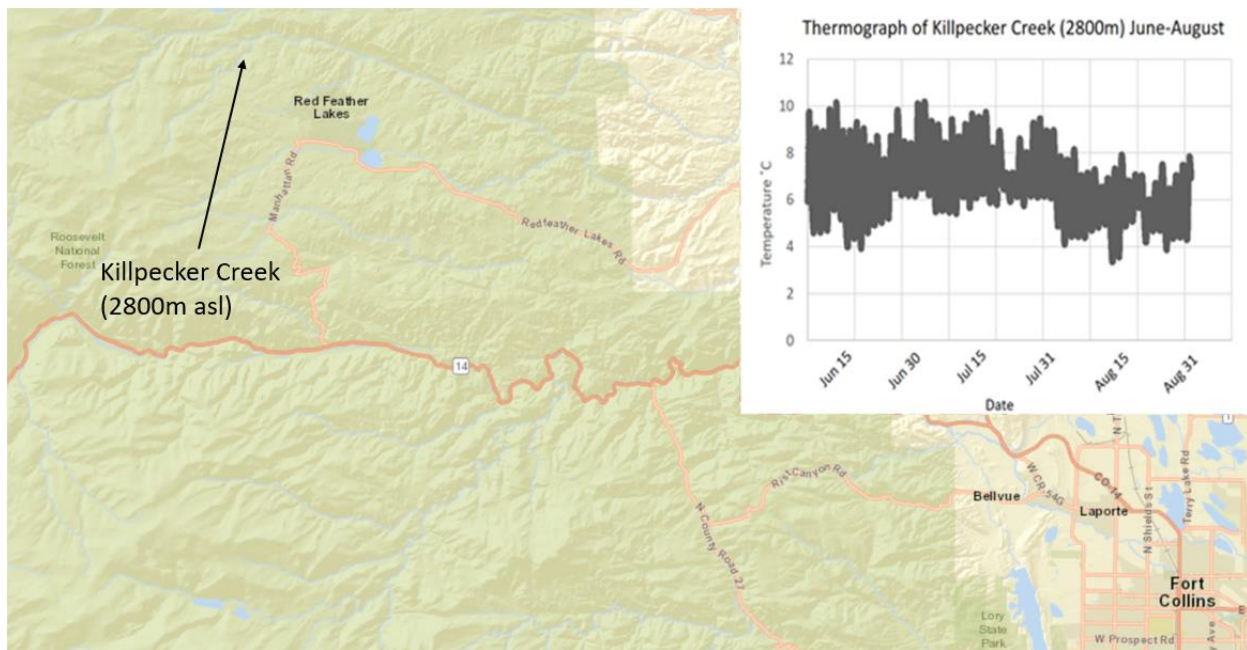 Thermograph of Killpecker Creek (2800m) June-August
12
10
8
6
4
2
0
Temperature °C
Jun 15
Jun 30
Jul 15
Jul 31
Aug 15
Aug 31
Date
Red Feather
Lakes
Manhattan Rd
Redfeather Lakes Rd
Roosevelt
National
Forest
Killpecker Creek
(2800m asl)
14
N County Road 27
Rist Canyon Rd
Bellvue
W CR-54G
CO-14
Laporte
N Shields St
Terry Lake Rd
Fort
Collins
Lory
State
Park
W Prospect Rd